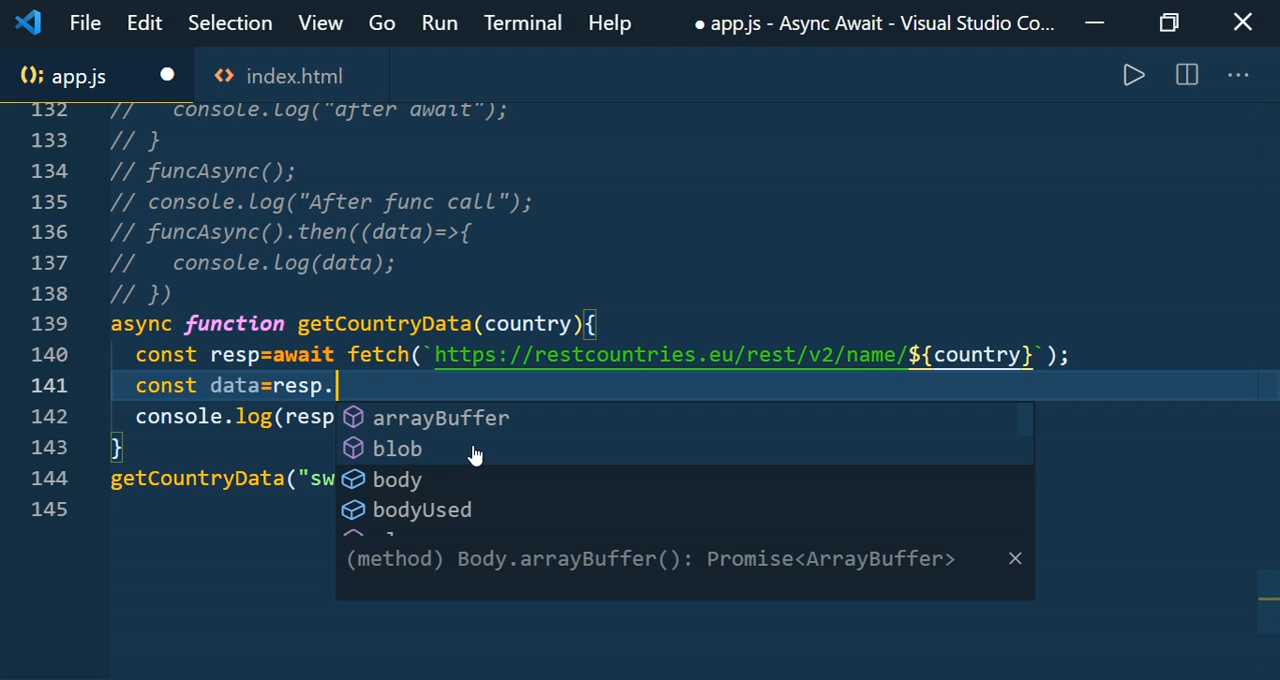 File Edit Selection View Go Run Terminal Help ● app.js - Async Await - Visual Studio Co...
(); app.js ● <> index.html
132 // console.log("after await");
133 // }
134 // funcAsync();
135 // console.log("After func call");
136 // funcAsync().then((data)=>{
137 // console.log(data);
138 // })
139 async function getCountryData(country){
140 const resp=await fetch(`https://restcountries.eu/rest/v2/name/${country}`);
141 const data=resp.
142 console.log(resp
143 }
144 getCountryData("sw
145
arrayBuffer
blob
body
bodyUsed
(method) Body.arrayBuffer(): Promise<ArrayBuffer>